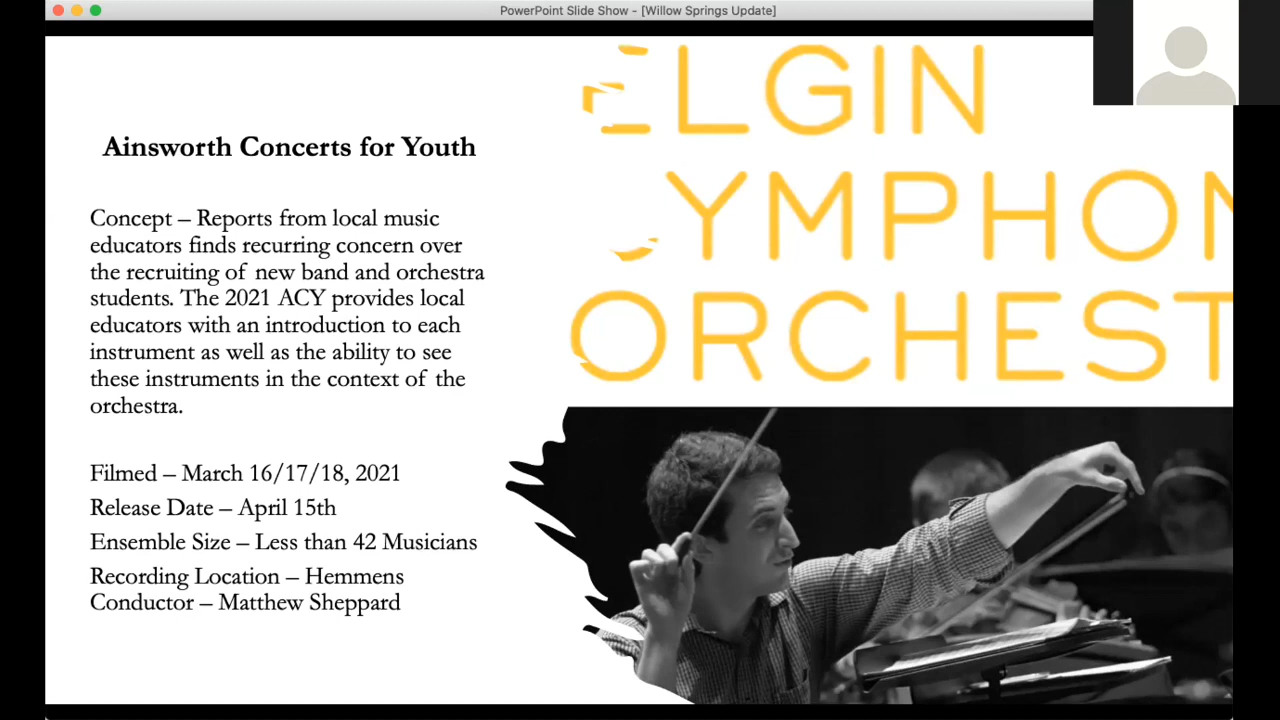 PowerPoint Slide Show - [Willow Springs Update]
Ainsworth Concerts for Youth
Concept – Reports from local music
educators finds recurring concern over
the recruiting of new band and orchestra
students. The 2021 ACY provides local
educators with an introduction to each
instrument as well as the ability to see
these instruments in the context of the
orchestra.
Filmed – March 16/17/18, 2021
Release Date – April 15th
Ensemble Size – Less than 42 Musicians
Recording Location – Hemmens
Conductor – Matthew Sheppard
ELGIN
YMPHON
ORCHEST